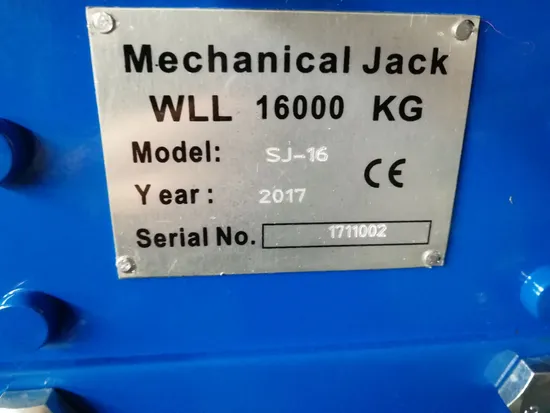 Mechanical Jack
WLL 16000 KG
Model: SJ-16
CE
Year: 2017
Serial No. 1711002